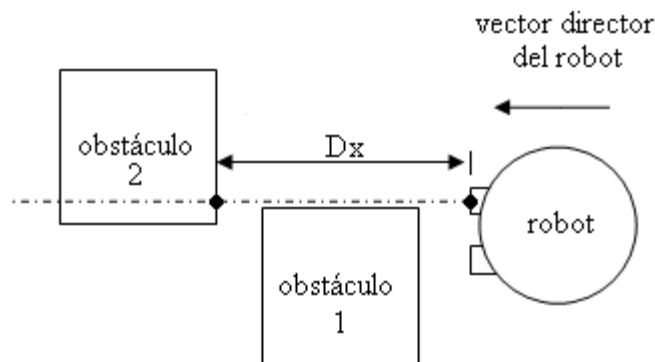 vector director
del robot
Dx
obstáculo
2
robot
obstáculo
1